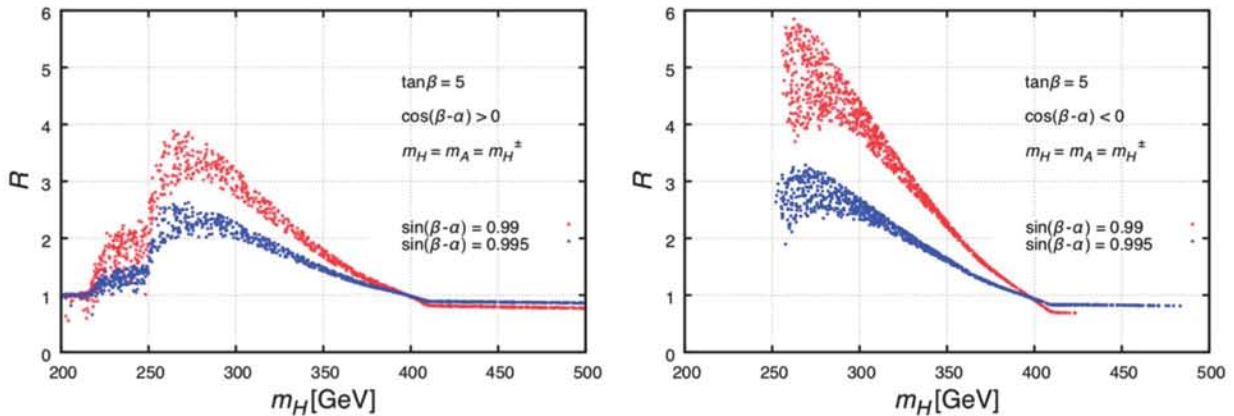 6
5
4
3
2
1
0
R
tanβ = 5
cos(β-α) > 0
m_H = m_A = m_H^±
sin(β-α) = 0.99
sin(β-α) = 0.995
200 250 300 350 400 450 500
m_H[GeV]
6
5
4
3
2
1
0
R
tanβ = 5
cos(β-α) < 0
m_H = m_A = m_H^±
sin(β-α) = 0.99
sin(β-α) = 0.995
200 250 300 350 400 450 500
m_H[GeV]